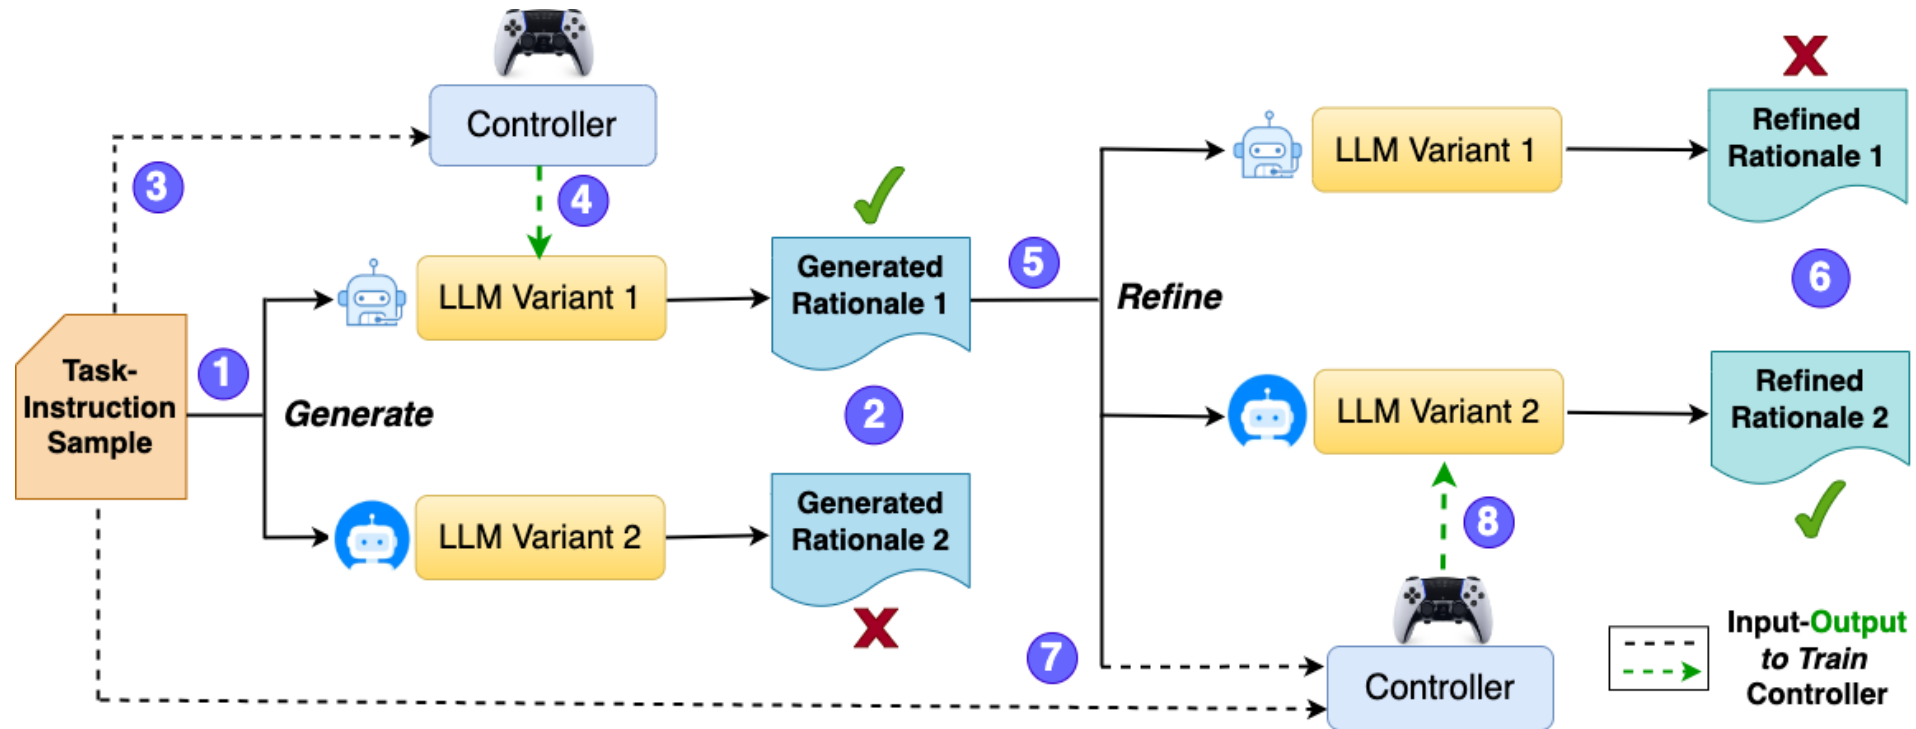 Controller
3
4
Task-
Instruction
Sample
1
Generate
LLM Variant 1
Generated
Rationale 1
2
LLM Variant 2
Generated
Rationale 2
5
Refine
LLM Variant 1
Refined
Rationale 1
6
LLM Variant 2
Refined
Rationale 2
8
7
Controller
Input-Output
to Train
Controller